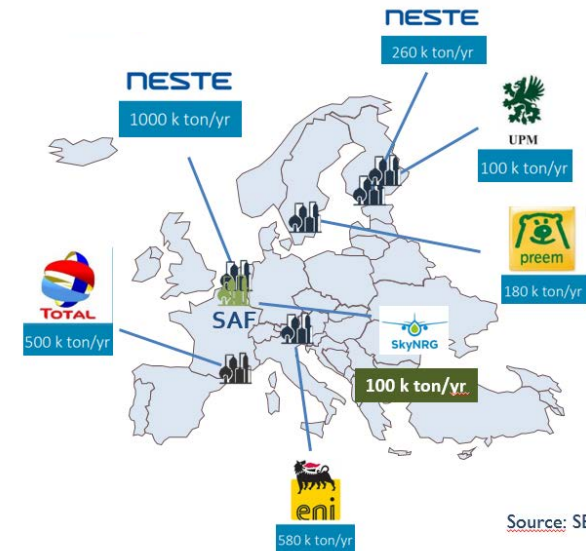 NESTE
260 k ton/yr
NESTE
1000 k ton/yr
UPM
100 k ton/yr
preem
180 k ton/yr
TOTAL
500 k ton/yr
SAF
SkyNRG
100 k ton/yr
eni
580 k ton/yr
Source: